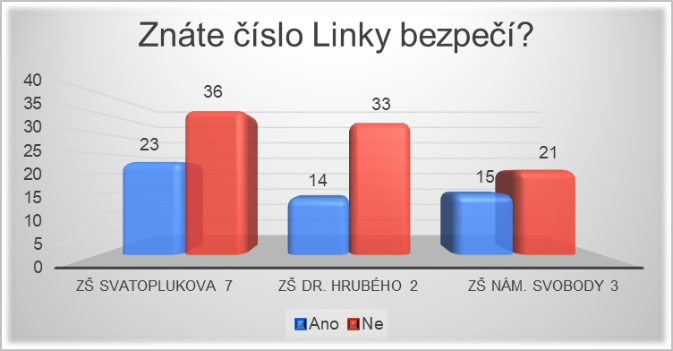 Znáte číslo Linky bezpečí?
40
35
30
25
20
15
10
5
0
23
36
14
33
15
21
ZŠ SVATOPLUKOVA 7
ZŠ DR. HRUBÉHO 2
ZŠ NÁM. SVOBODY 3
Ano
Ne